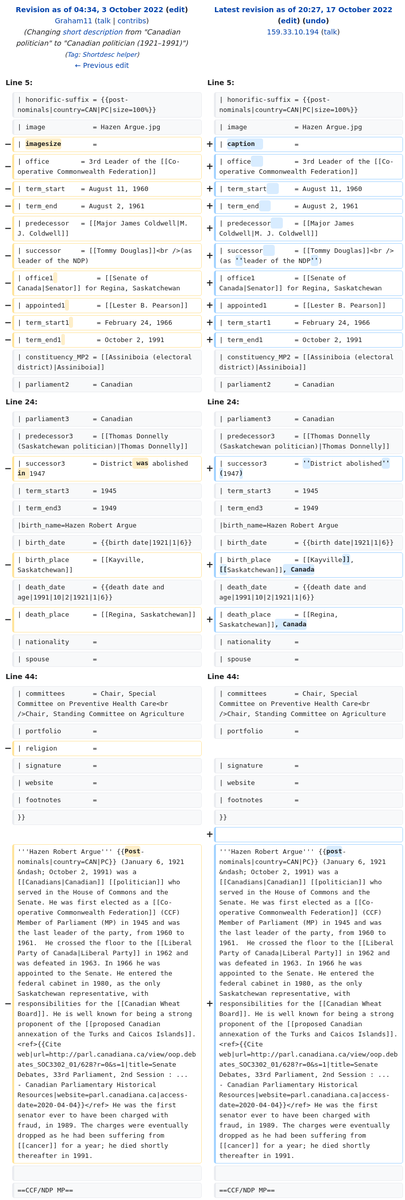 Revision as of 04:34, 3 October 2022 (edit)
Graham11 (talk | contribs)
(Changing short description from "Canadian
politician" to "Canadian politician (1921–1991)")
(Tag: Shortdesc helper)
← Previous edit
Latest revision as of 20:27, 17 October 2022
(edit) (undo)
159.33.10.194 (talk)
Line 5:
| honorific-suffix = {{post-
nominals|country=CAN|PC|size=100%}}
| image = Hazen Argue.jpg
− | imagesize =
− | office = 3rd Leader of the [[Co-
operative Commonwealth Federation]]
− | term_start = August 11, 1960
− | term_end = August 2, 1961
− | predecessor = [[Major James Coldwell|M.
J. Coldwell]]
− | successor = [[Tommy Douglas]]<br />(as
leader of the NDP)
− | office1 = [[Senate of
Canada|Senator]] for Regina, Saskatchewan
− | appointed1 = [[Lester B. Pearson]]
− | term_start1 = February 24, 1966
− | term_end1 = October 2, 1991
| constituency_MP2 = [[Assiniboia (electoral
district)|Assiniboia]]
| parliament2 = Canadian
Line 5:
| honorific-suffix = {{post-
nominals|country=CAN|PC|size=100%}}
| image = Hazen Argue.jpg
+ | caption =
+ | office = 3rd Leader of the [[Co-
operative Commonwealth Federation]]
+ | term_start = August 11, 1960
+ | term_end = August 2, 1961
+ | predecessor = [[Major James
Coldwell|M. J. Coldwell]]
+ | successor = [[Tommy Douglas]]<br />
(as ''leader of the NDP'')
+ | office1 = [[Senate of
Canada|Senator]] for Regina, Saskatchewan
+ | appointed1 = [[Lester B. Pearson]]
+ | term_start1 = February 24, 1966
+ | term_end1 = October 2, 1991
| constituency_MP2 = [[Assiniboia (electoral
district)|Assiniboia]]
| parliament2 = Canadian
Line 24:
| parliament3 = Canadian
| predecessor3 = [[Thomas Donnelly
(Saskatchewan politician)|Thomas Donnelly]]
− | successor3 = District was abolished
in 1947
| term_start3 = 1945
| term_end3 = 1949
|birth_name=Hazen Robert Argue
| birth_date = {{birth date|1921|1|6}}
− | birth_place = [[Kayville,
Saskatchewan]]
| death_date = {{death date and
age|1991|10|2|1921|1|6}}
− | death_place = [[Regina, Saskatchewan]]
| nationality =
| spouse =
Line 24:
| parliament3 = Canadian
| predecessor3 = [[Thomas Donnelly
(Saskatchewan politician)|Thomas Donnelly]]
+ | successor3 = ''District abolished''
(1947)
| term_start3 = 1945
| term_end3 = 1949
|birth_name=Hazen Robert Argue
| birth_date = {{birth date|1921|1|6}}
+ | birth_place = [[Kayville]],
[[Saskatchewan]], Canada
| death_date = {{death date and
age|1991|10|2|1921|1|6}}
+ | death_place = [[Regina,
Saskatchewan]], Canada
| nationality =
| spouse =
Line 44:
| committees = Chair, Special
Committee on Preventive Health Care<br
/>Chair, Standing Committee on Agriculture
| portfolio =
− | religion =
| signature =
| website =
| footnotes =
}}
− '''Hazen Robert Argue''' {{Post-
nominals|country=CAN|PC}} (January 6, 1921
&ndash; October 2, 1991) was a
[[Canadians|Canadian]] [[politician]] who
served in the House of Commons and the
Senate. He was first elected as a [[Co-
operative Commonwealth Federation]] (CCF)
Member of Parliament (MP) in 1945 and was
the last leader of the party, from 1960 to
1961. He crossed the floor to the [[Liberal
Party of Canada|Liberal Party]] in 1962 and
was defeated in 1963. In 1966 he was
appointed to the Senate. He entered the
federal cabinet in 1980, as the only
Saskatchewan representative, with
responsibilities for the [[Canadian Wheat
Board]]. He is well known for being a strong
proponent of the [[proposed Canadian
annexation of the Turks and Caicos Islands]].
<ref>{{Cite
web|url=http://parl.canadiana.ca/view/oop.deb
ates_SOC3302_01/628?r=0&s=1|title=Senate
Debates, 33rd Parliament, 2nd Session : ...
- Canadian Parliamentary Historical
Resources|website=parl.canadiana.ca|access-
date=2020-04-04}}</ref> He was the first
senator ever to have been charged with
fraud, in 1989. The charges were eventually
dropped as he had been suffering from
[[cancer]] for a year; he died shortly
thereafter in 1991.
==CCF/NDP MP==
Line 44:
| committees = Chair, Special
Committee on Preventive Health Care<br
/>Chair, Standing Committee on Agriculture
| portfolio =
| signature =
| website =
| footnotes =
}}
+
+ '''Hazen Robert Argue''' {{post-
nominals|country=CAN|PC}} (January 6, 1921
&ndash; October 2, 1991) was a
[[Canadians|Canadian]] [[politician]] who
served in the House of Commons and the
Senate. He was first elected as a [[Co-
operative Commonwealth Federation]] (CCF)
Member of Parliament (MP) in 1945 and was
the last leader of the party, from 1960 to
1961. He crossed the floor to the [[Liberal
Party of Canada|Liberal Party]] in 1962 and
was defeated in 1963. In 1966 he was
appointed to the Senate. He entered the
federal cabinet in 1980, as the only
Saskatchewan representative, with
responsibilities for the [[Canadian Wheat
Board]]. He is well known for being a strong
proponent of the [[proposed Canadian
annexation of the Turks and Caicos Islands]].
<ref>{{Cite
web|url=http://parl.canadiana.ca/view/oop.deb
ates_SOC3302_01/628?r=0&s=1|title=Senate
Debates, 33rd Parliament, 2nd Session : ...
- Canadian Parliamentary Historical
Resources|website=parl.canadiana.ca|access-
date=2020-04-04}}</ref> He was the first
senator ever to have been charged with
fraud, in 1989. The charges were eventually
dropped as he had been suffering from
[[cancer]] for a year; he died shortly
thereafter in 1991.
==CCF/NDP MP==